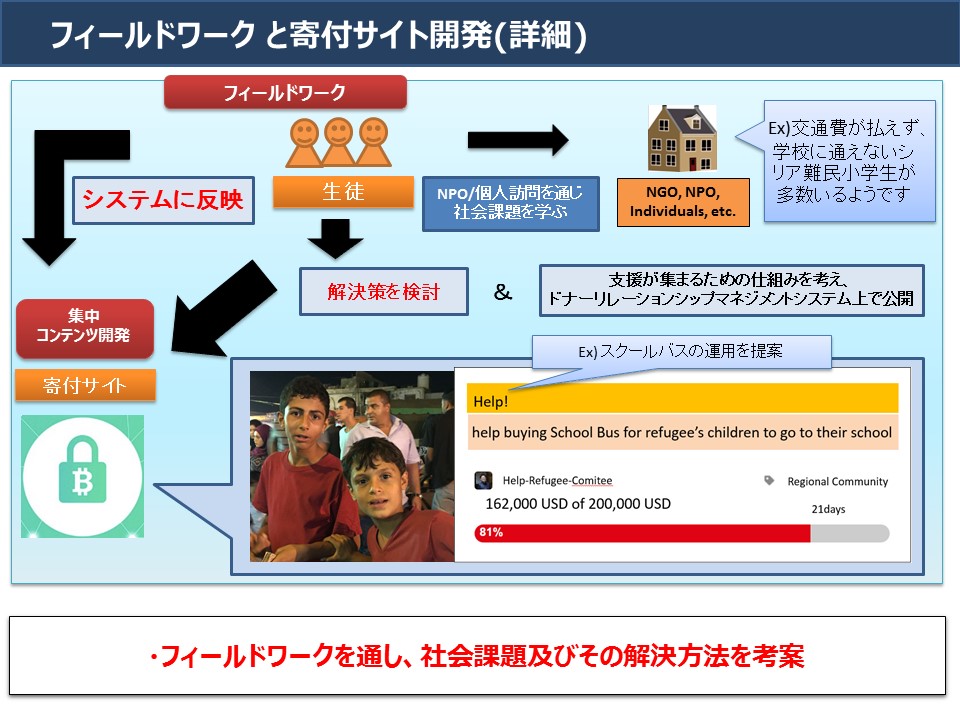 フィールドワーク と寄付サイト開発(詳細)
フィールドワーク
システムに反映
生徒
NPO/個人訪問を通じ
社会課題を学ぶ
NGO, NPO,
Individuals, etc.
Ex)交通費が払えず、
学校に通えないシ
リア難民小学生が
多数いるようです
解決策を検討
&
支援が集まるための仕組みを考え、
ドナーリレーションシップマネジメントシステム上で公開
集中
コンテンツ開発
寄付サイト
Ex)スクールバスの運用を提案
Help!
help buying School Bus for refugee's children to go to their school
Help-Refugee-Comitee
Regional Community
162,000 USD of 200,000 USD
21days
81%
・フィールドワークを通し、社会課題及びその解決方法を考案